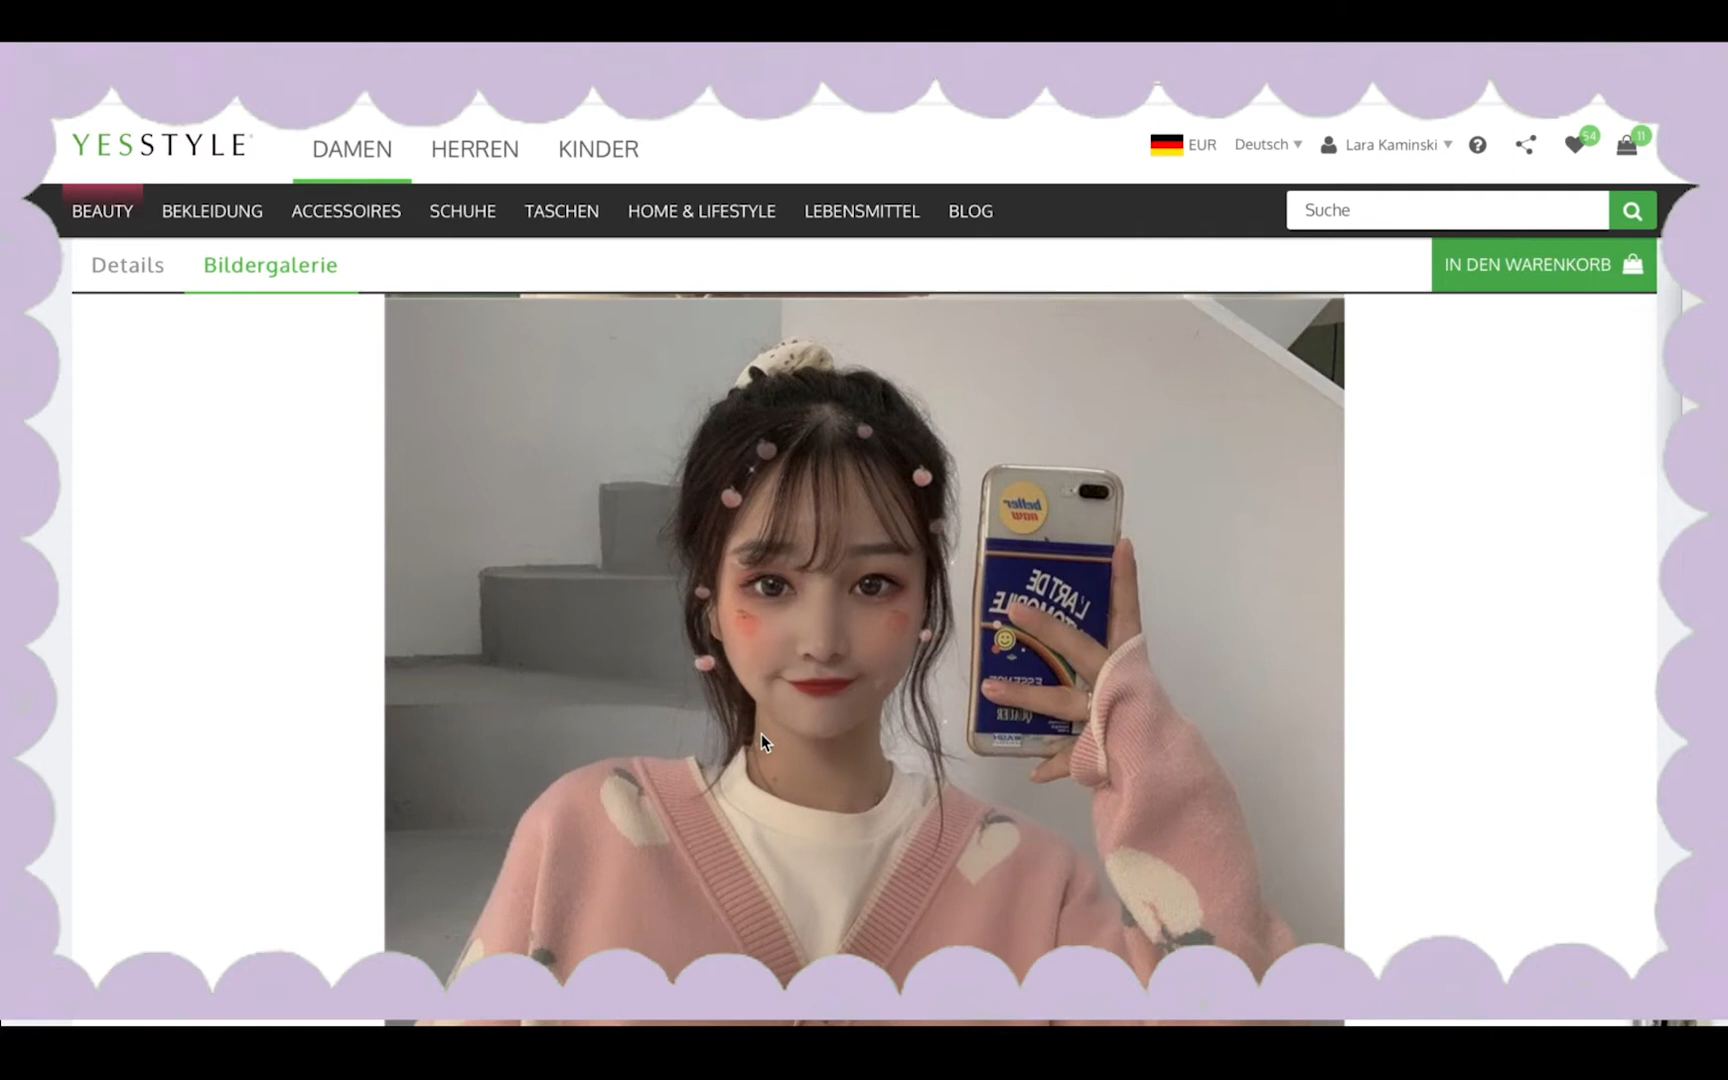 YESSTYLE
DAMEN HERREN KINDER
EUR Deutsch Lara Kaminski ? 54 11
BEAUTY BEKLEIDUNG ACCESSOIRES SCHUHE TASCHEN HOME & LIFESTYLE LEBENSMITTEL BLOG Suche
Details Bildergalerie IN DEN WARENKORB
better
now
L'ART DE